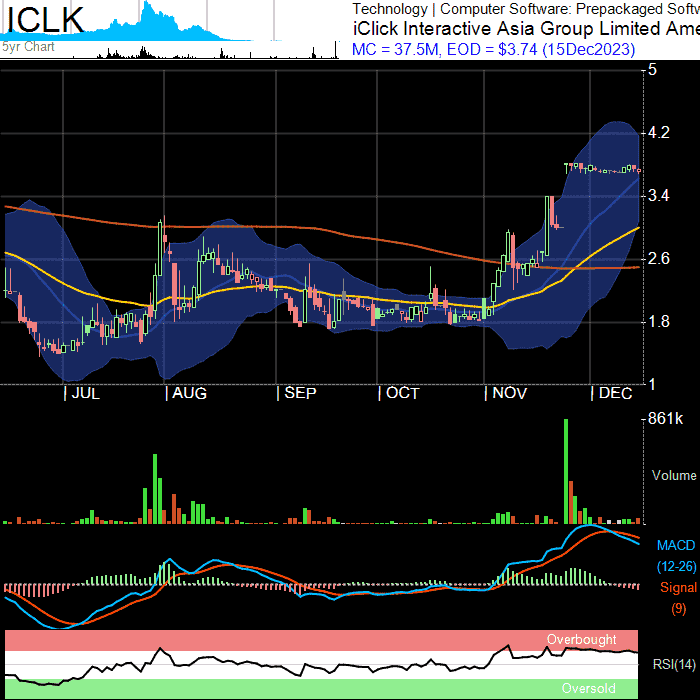 ICLK
5yr Chart
Technology | Computer Software: Prepackaged Softw
iClick Interactive Asia Group Limited Ame
MC = 37.5M, EOD = $3.74 (15Dec2023)
5
4.2
3.4
2.6
1.8
1
| JUL | AUG | SEP | OCT | NOV | DEC
861k
Volume
MACD
(12-26)
Signal
(9)
Overbought
RSI(14)
Oversold